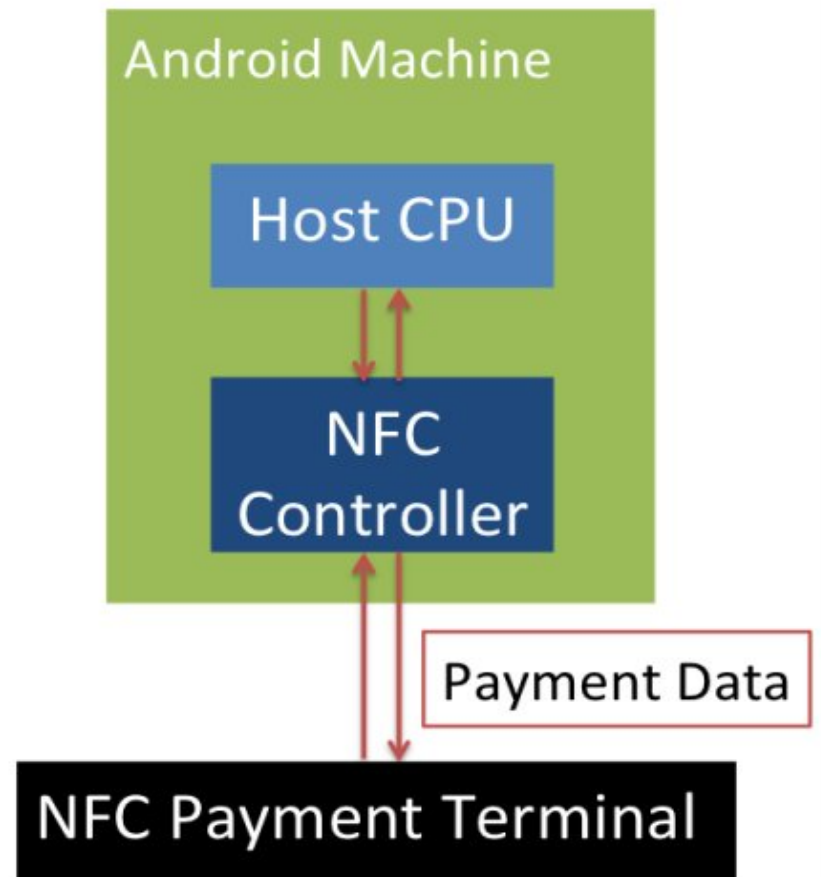 Android Machine
Host CPU
NFC
Controller
Payment Data
NFC Payment Terminal